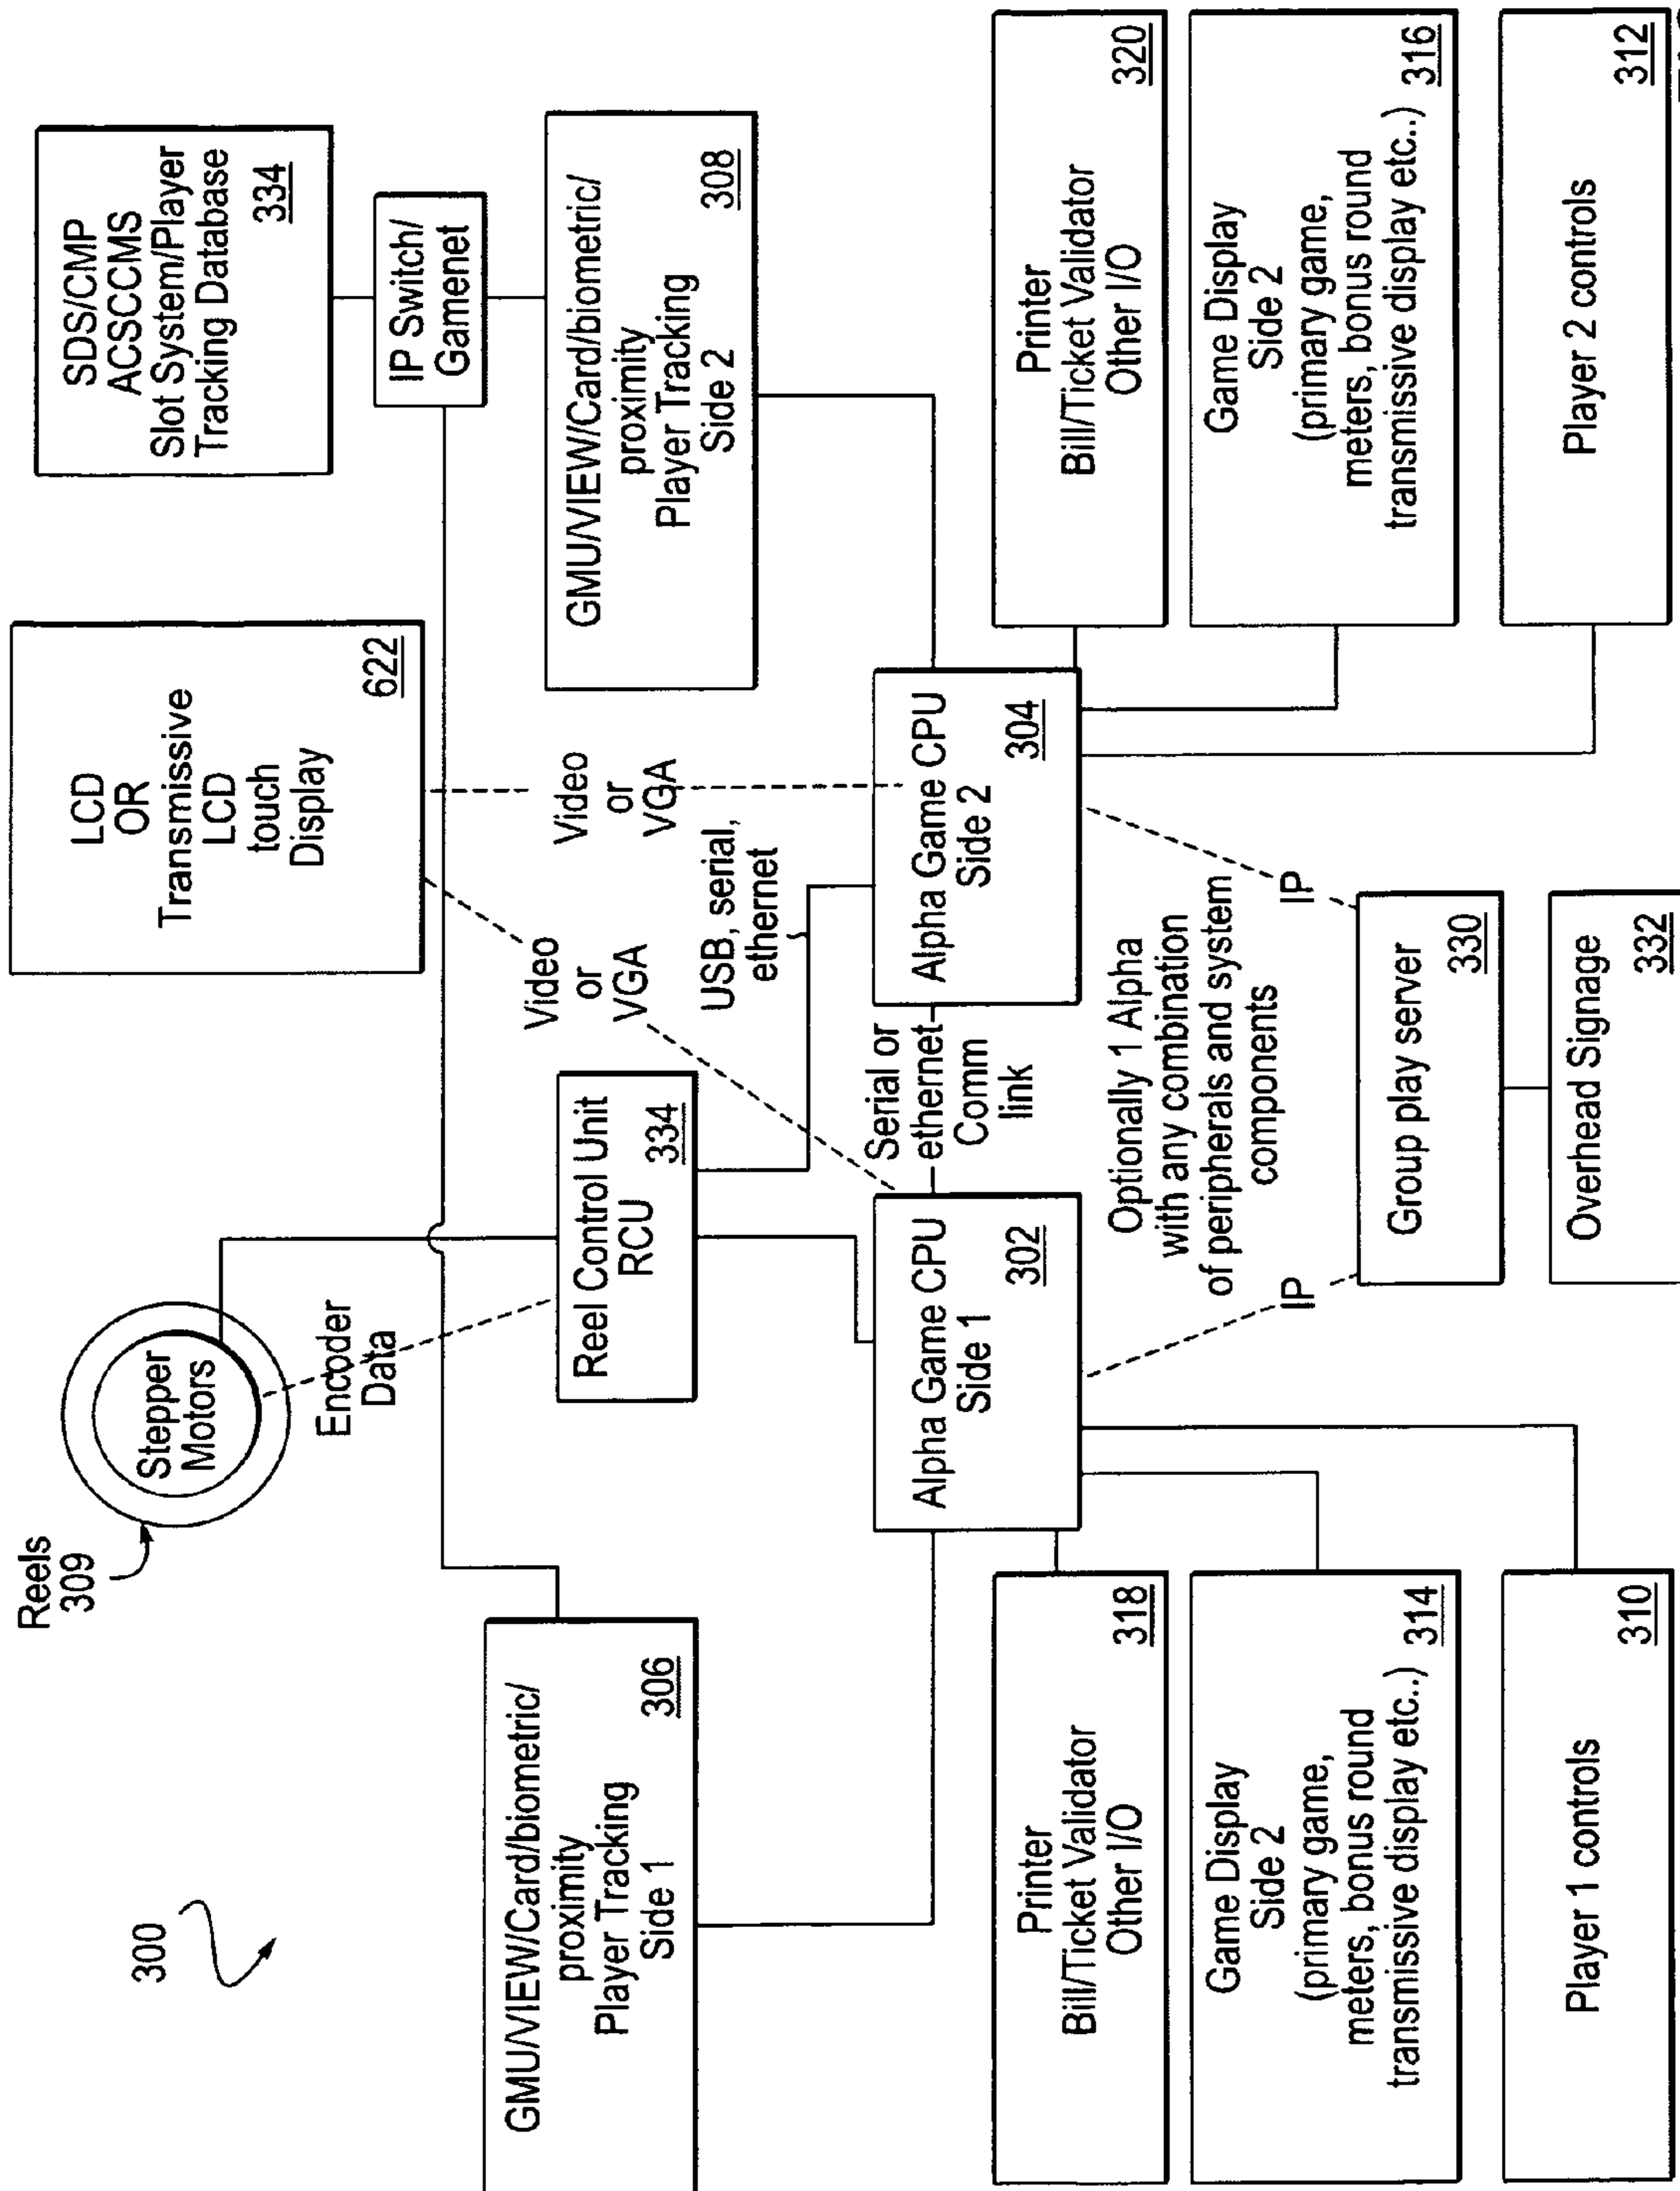 300
Reels
309
Stepper
Motors
Encoder
Data
LCD
OR
Transmissive
LCD
touch
Display
622
SDS/CMP
ACSCCMS
Slot System/Player
Tracking Database
334
IP Switch/
Gamenet
GMU/VIEW/Card/biometric/
proximity
Player Tracking
Side 1
306
Reel Control Unit
RCU
334
Video
or
VGA
Video
or
VGA
USB, serial,
ethernet
GMU/VIEW/Card/biometric/
proximity
Player Tracking
Side 2
308
Alpha Game CPU
Side 1
302
Serial or
ethernet
Comm
link
Alpha Game CPU
Side 2
304
Printer
Bill/Ticket Validator
Other I/O
318
Game Display
Side 2
(primary game,
meters, bonus round
transmissive display etc..)
314
Player 1 controls
310
Optionally 1 Alpha
with any combination
of peripherals and system
components
IP
IP
Group play server
330
Overhead Signage
332
Printer
Bill/Ticket Validator
Other I/O
320
Game Display
Side 2
(primary game,
meters, bonus round
transmissive display etc..)
316
Player 2 controls
312